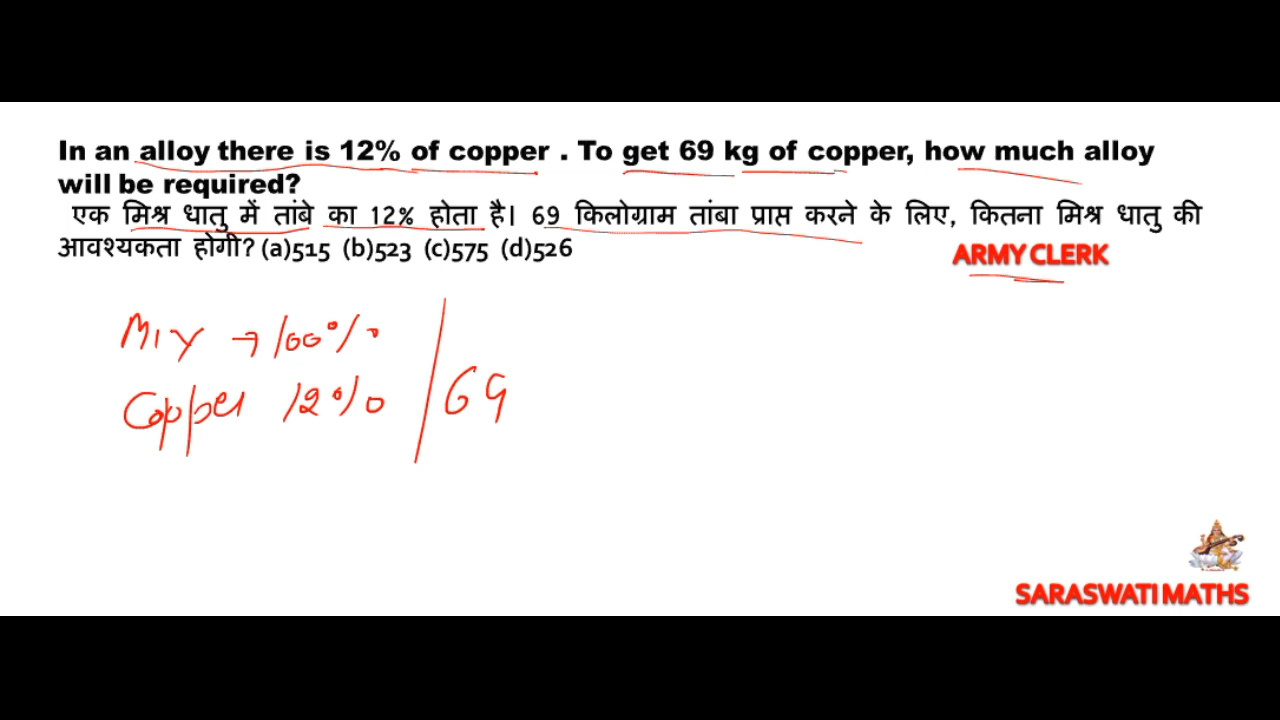 In an alloy there is 12% of copper . To get 69 kg of copper, how much alloy
will be required?
एक मिश्र धातु में तांबे का 12% होता है। 69 किलोग्राम तांबा प्राप्त करने के लिए, कितना मिश्र धातु की
आवश्यकता होगी? (a)515 (b)523 (c)575 (d)526
ARMY CLERK
Mix → 100%
Copper 12% / 69
SARASWATI MATHS